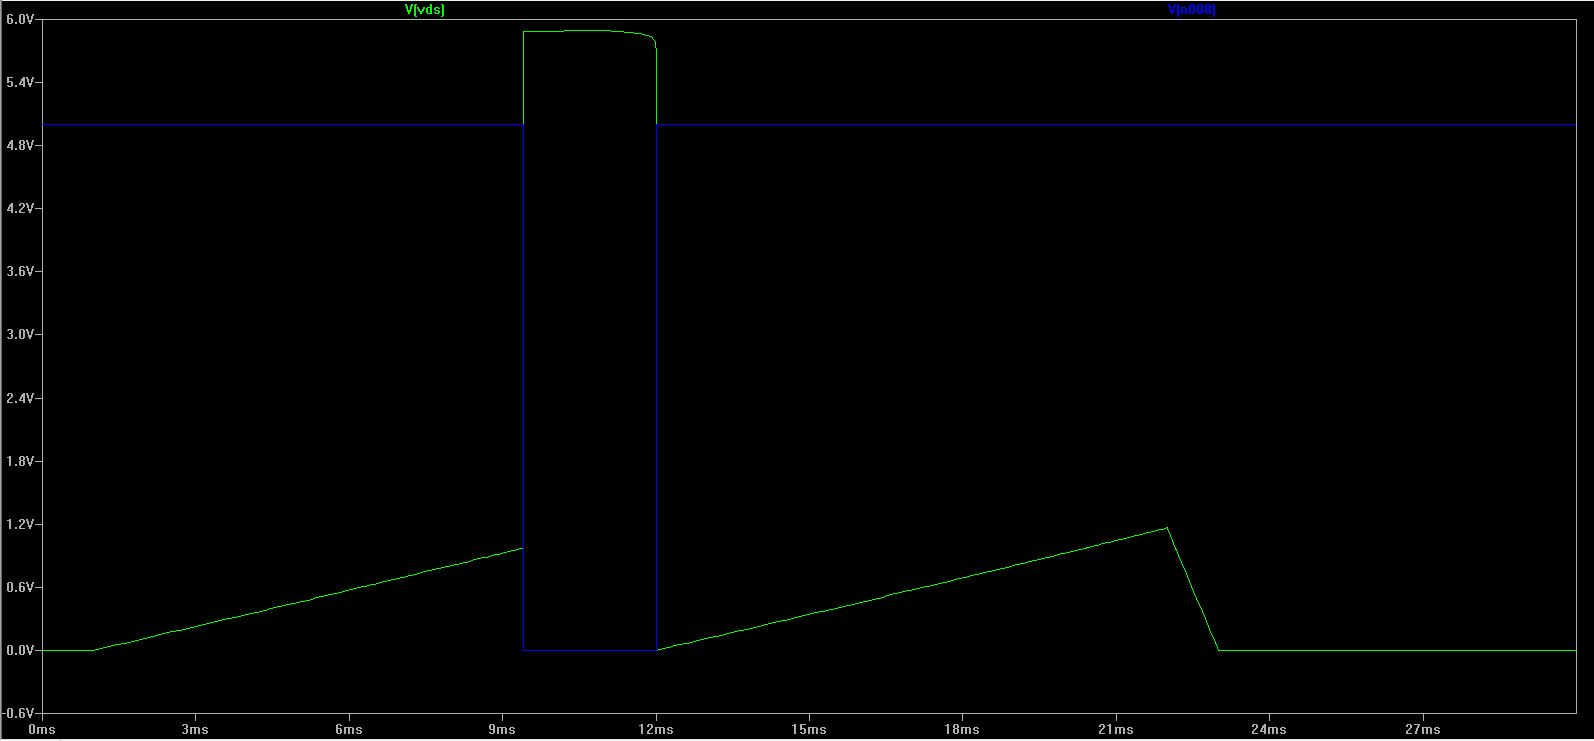 V(vds) V(n008)
6.0V
5.4V
4.8V
4.2V
3.6V
3.0V
2.4V
1.8V
1.2V
0.6V
0.0V
-0.6V
0ms 3ms 6ms 9ms 12ms 15ms 18ms 21ms 24ms 27ms